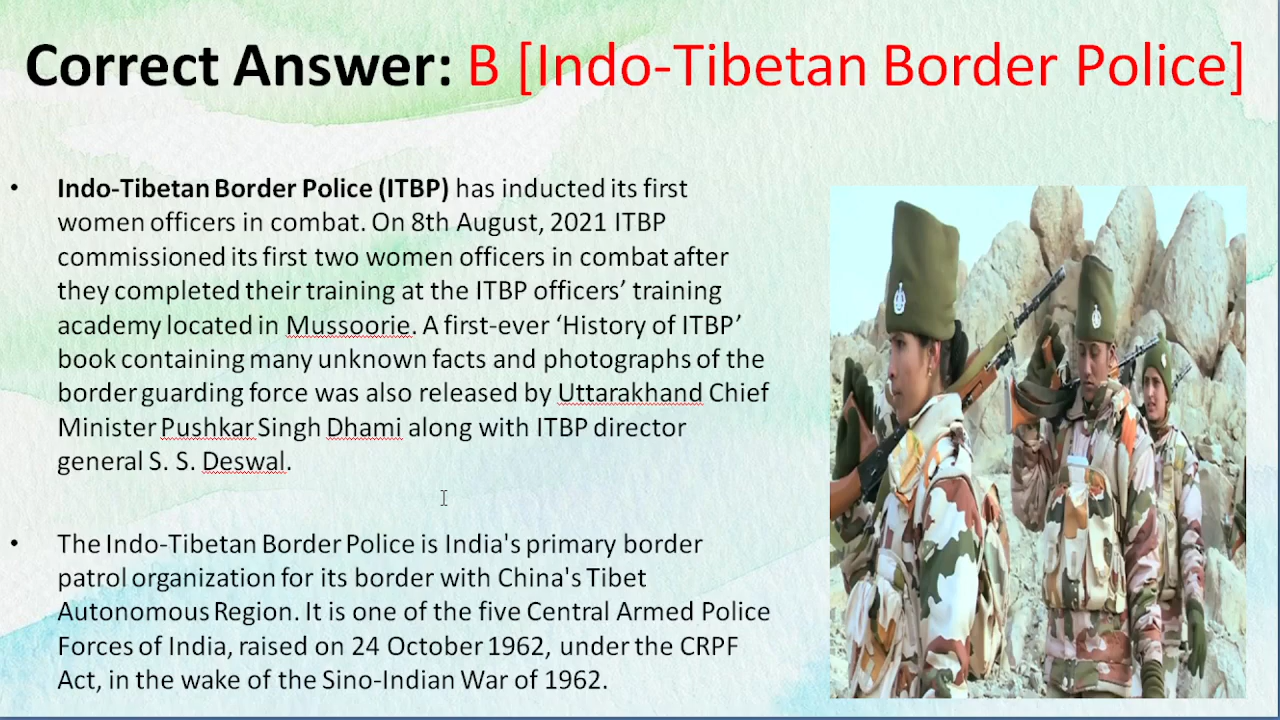 Correct Answer: B [Indo-Tibetan Border Police]
• Indo-Tibetan Border Police (ITBP) has inducted its first
women officers in combat. On 8th August, 2021 ITBP
commissioned its first two women officers in combat after
they completed their training at the ITBP officers’ training
academy located in Mussoorie. A first-ever ‘History of ITBP’
book containing many unknown facts and photographs of the
border guarding force was also released by Uttarakhand Chief
Minister Pushkar Singh Dhami along with ITBP director
general S. S. Deswal.
• The Indo-Tibetan Border Police is India's primary border
patrol organization for its border with China's Tibet
Autonomous Region. It is one of the five Central Armed Police
Forces of India, raised on 24 October 1962, under the CRPF
Act, in the wake of the Sino-Indian War of 1962.